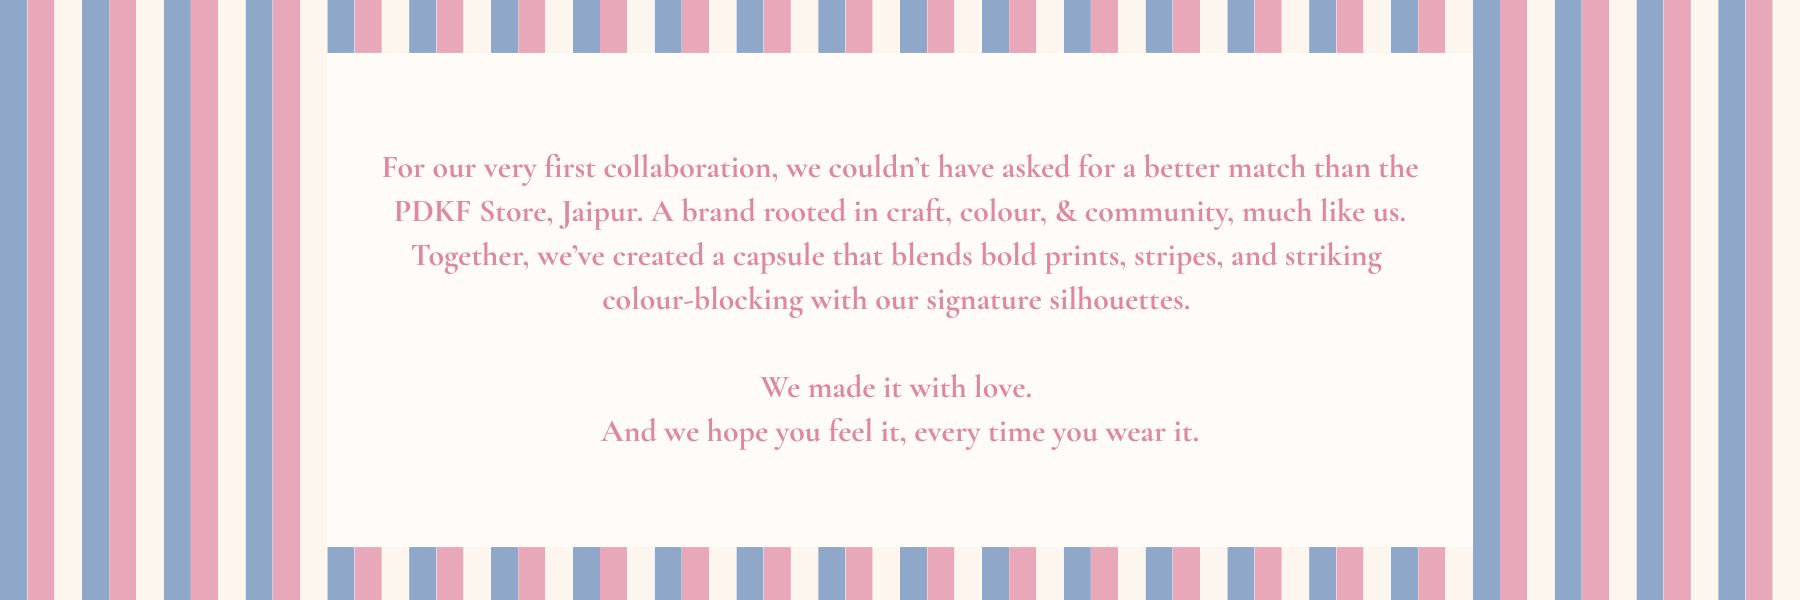 For our very first collaboration, we couldn’t have asked for a better match than the
PDKF Store, Jaipur. A brand rooted in craft, colour, & community, much like us.
Together, we’ve created a capsule that blends bold prints, stripes, and striking
colour-blocking with our signature silhouettes.
We made it with love.
And we hope you feel it, every time you wear it.